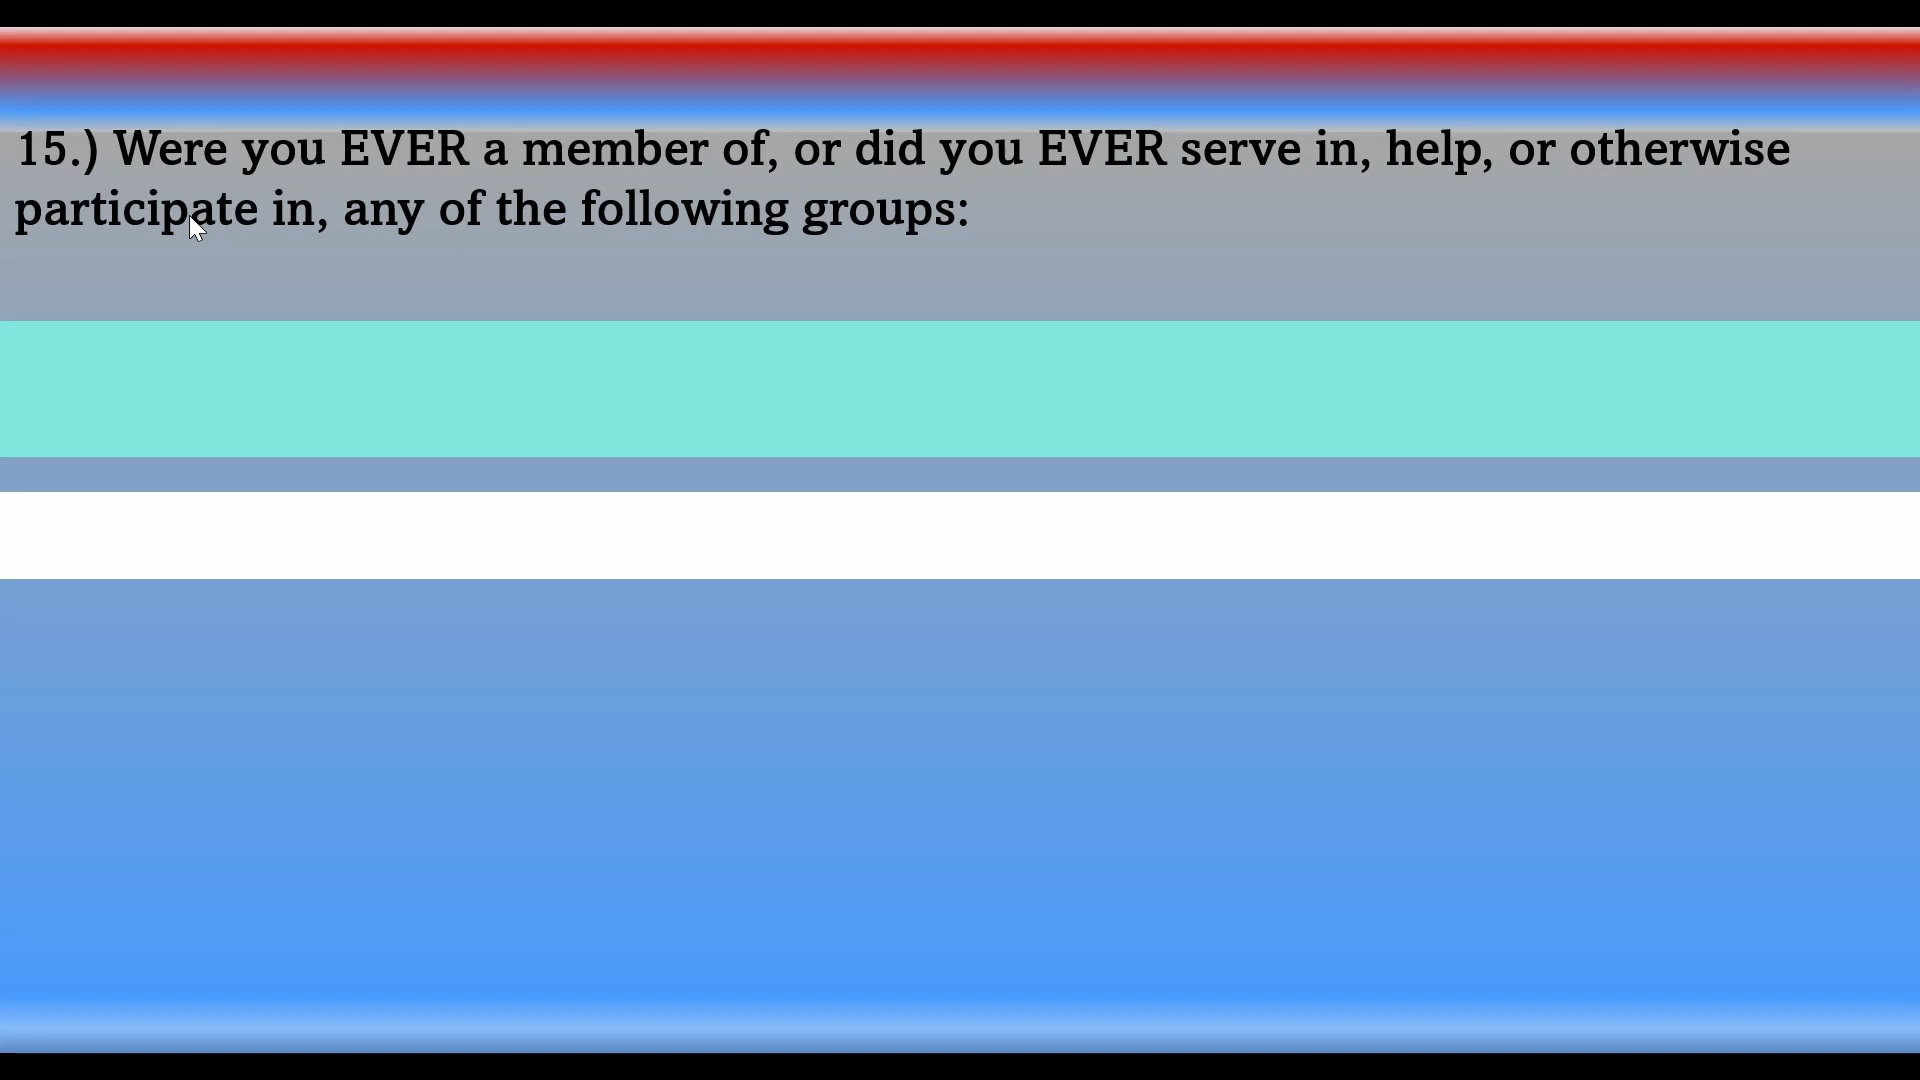 15.) Were you EVER a member of, or did you EVER serve in, help, or otherwise
participate in, any of the following groups: